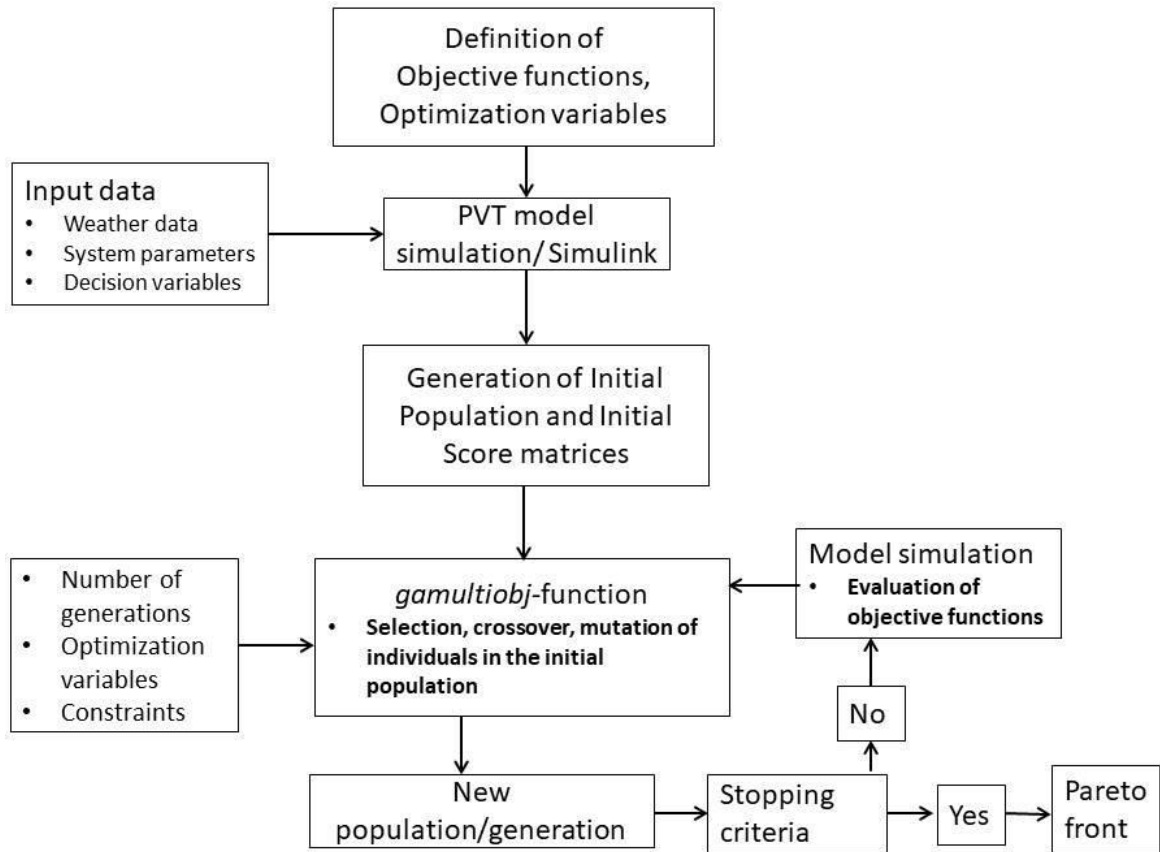 Definition of
Objective functions,
Optimization variables
Input data
• Weather data
• System parameters
• Decision variables
PVT model
simulation/ Simulink
Generation of Initial
Population and Initial
Score matrices
• Number of
generations
• Optimization
variables
• Constraints
gamultiobj-function
• Selection, crossover, mutation of
individuals in the initial
population
Model simulation
• Evaluation of
objective functions
No
New
population/generation
Stopping
criteria
Yes
Pareto
front